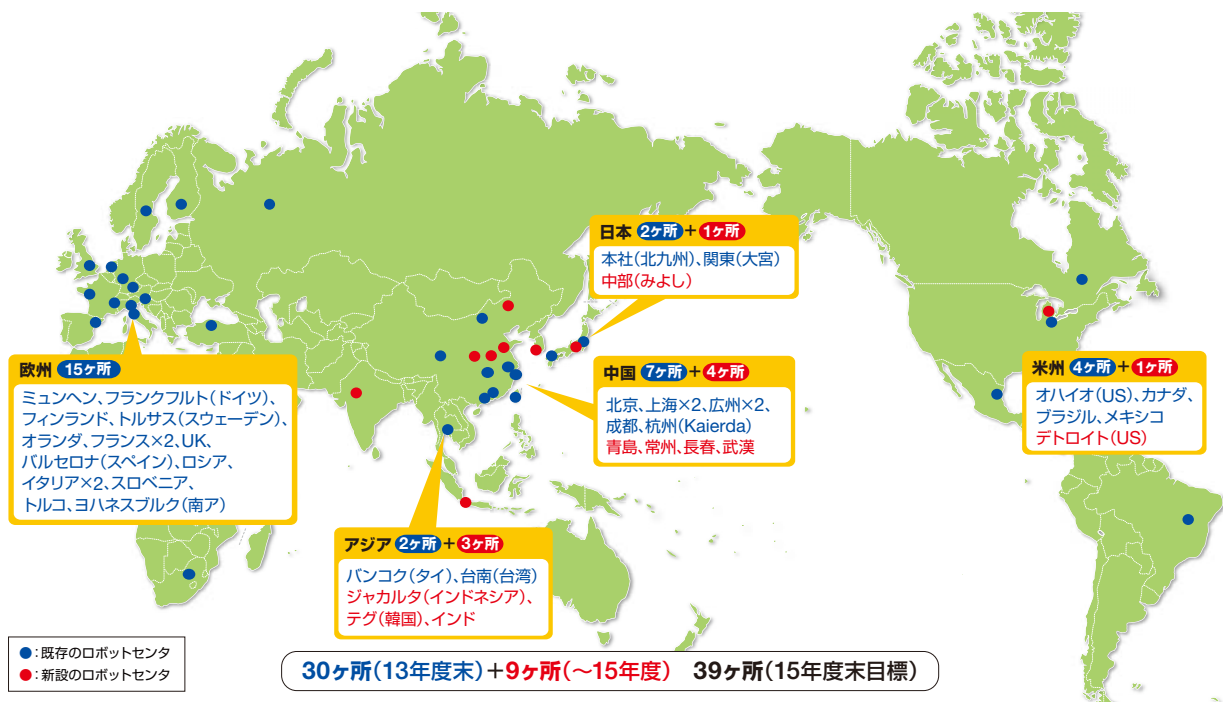 日本 2ヶ所+1ヶ所
本社(北九州)、関東(大宮)
中部(みよし)
欧州 15ヶ所
ミュンヘン、フランクフルト(ドイツ)、
フィンランド、トルサス(スウェーデン)、
オランダ、フランス×2、UK、
バルセロナ(スペイン)、ロシア、
イタリア×2、スロベニア、
トルコ、ヨハネスブルク(南ア)
中国 7ヶ所+4ヶ所
北京、上海×2、広州×2、
成都、杭州(Kaierda)
青島、常州、長春、武漢
米州 4ヶ所+1ヶ所
オハイオ(US)、カナダ、
ブラジル、メキシコ
デトロイト(US)
アジア 2ヶ所+3ヶ所
バンコク(タイ)、台南(台湾)
ジャカルタ(インドネシア)、
テグ(韓国)、インド
●:既存のロボットセンタ
●:新設のロボットセンタ
30ヶ所(13年度末)+9ヶ所(〜15年度) 39ヶ所(15年度末目標)